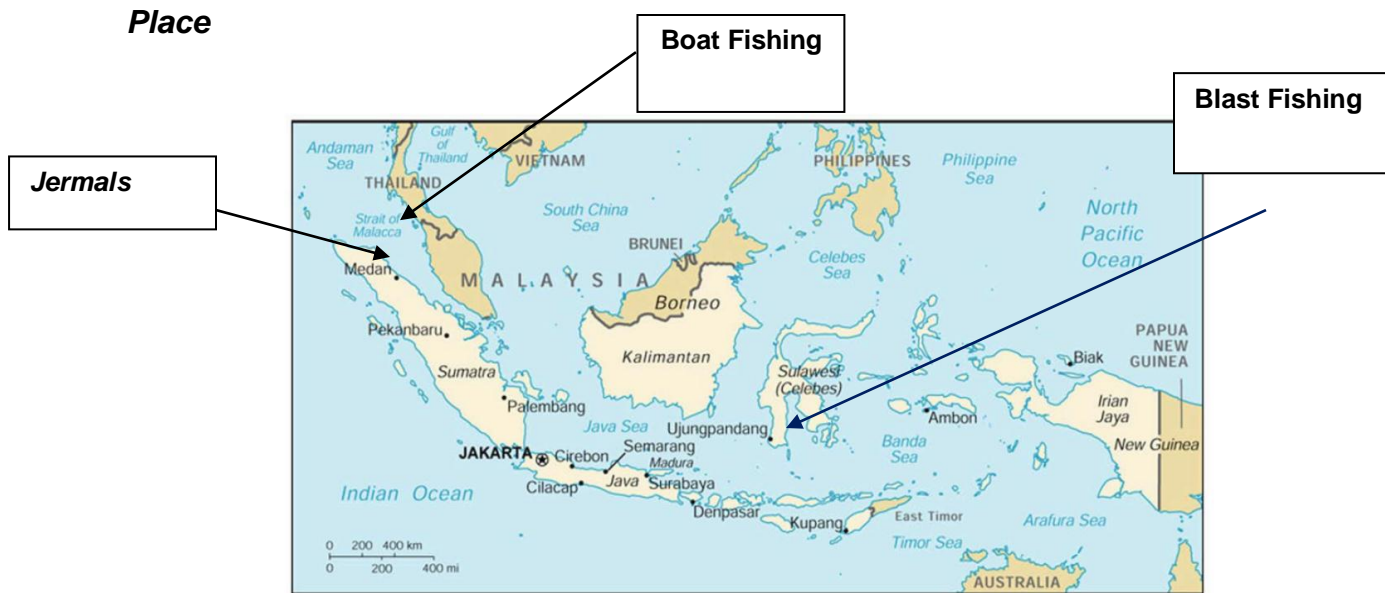 Place
Boat Fishing
Blast Fishing
Jermals
Andaman
Sea
Gulf
of
Thailand
VIETNAM
THAILAND
PHILIPPINES
Philippine
Sea
Strait of
Malacca
South China
Sea
North
Pacific
Ocean
BRUNEI
Celebes
Sea
Medan
MALAYSIA
Borneo
Pekanbaru
Kalimantan
PAPUA
NEW
GUINEA
Biak
Sumatra
Sulawesi
(Celebes)
Irian
Jaya
Palembang
Ambon
Java Sea
Ujungpandang
New Guinea
Semarang
Banda
Sea
JAKARTA
Cirebon
Madura
Java
Surabaya
Cilacap
Indian Ocean
Denpasar
Kupang
East Timor
Arafura Sea
Timor Sea
0 200 400 km
0 200 400 mi
AUSTRALIA